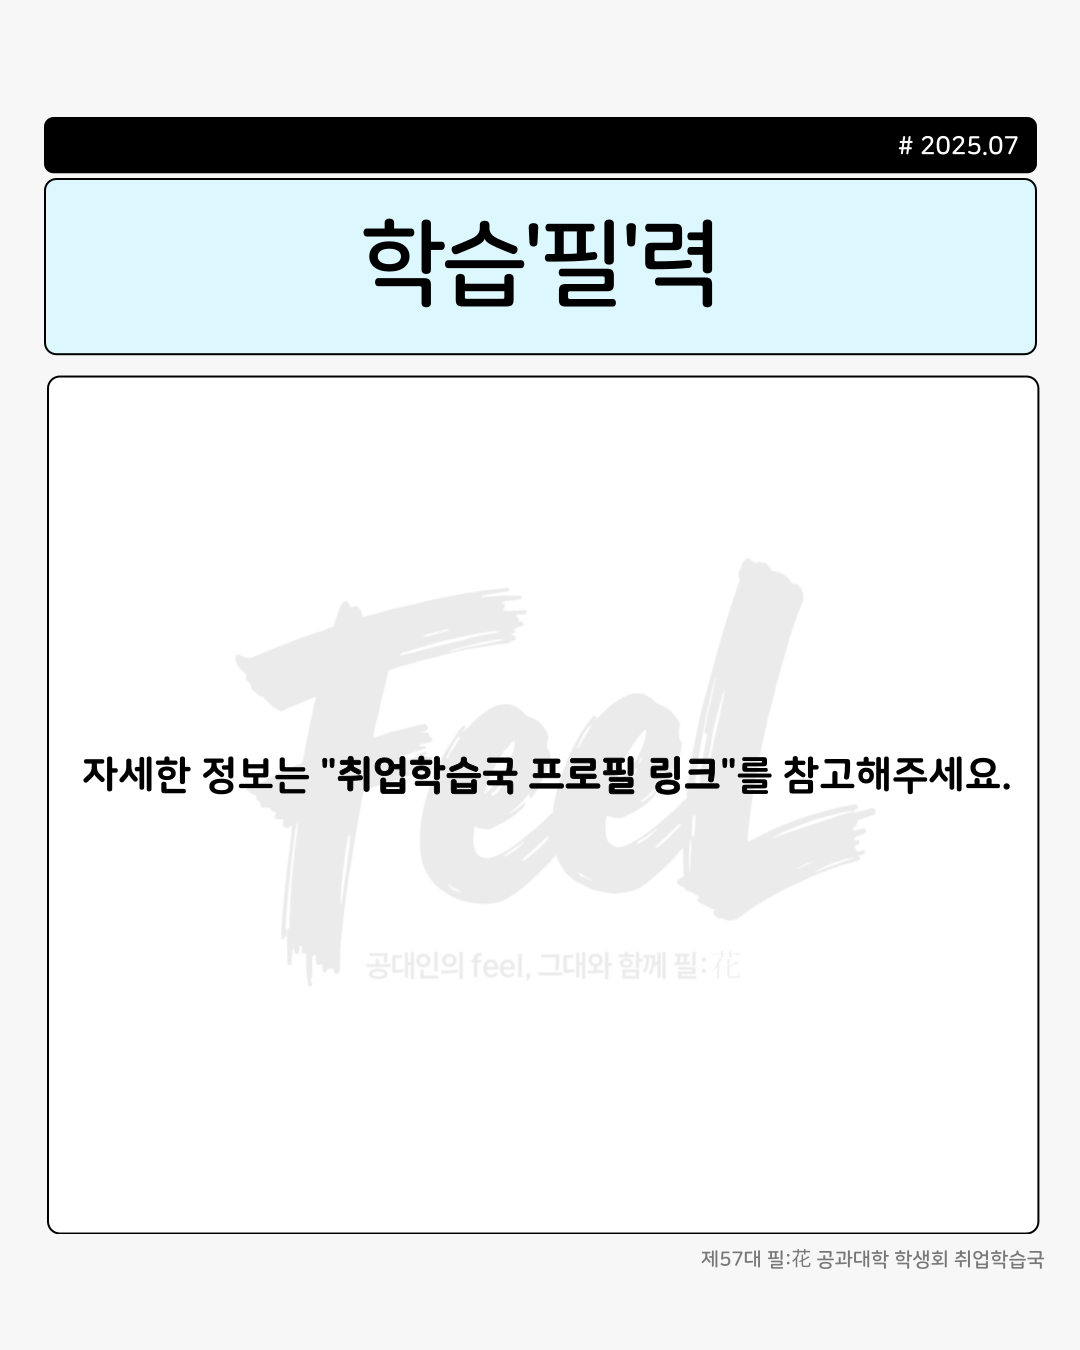 # 2025.07
학습'필'력
FeeL
자세한 정보는 "취업학습국 프로필 링크"를 참고해주세요.
공대인의 feel, 그대와 함께 필:花
제57대 필:花 공과대학 학생회 취업학습국